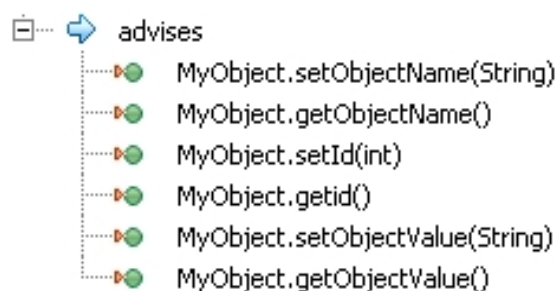 advises
MyObject.setObjectName(String)
MyObject.getObjectName()
MyObject.setId(int)
MyObject.getid()
MyObject.setObjectValue(String)
MyObject.getObjectValue()